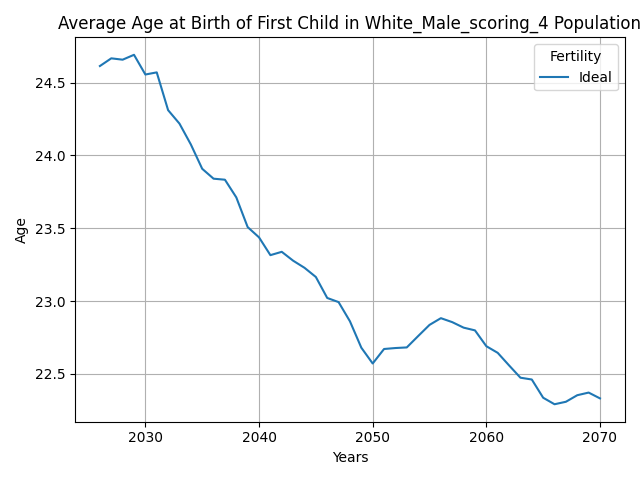 Average Age at Birth of First Child in White_Male_scoring_4 Population
Fertility
Ideal
Age
24.5
24.0
23.5
23.0
22.5
2030 2040 2050 2060 2070
Years